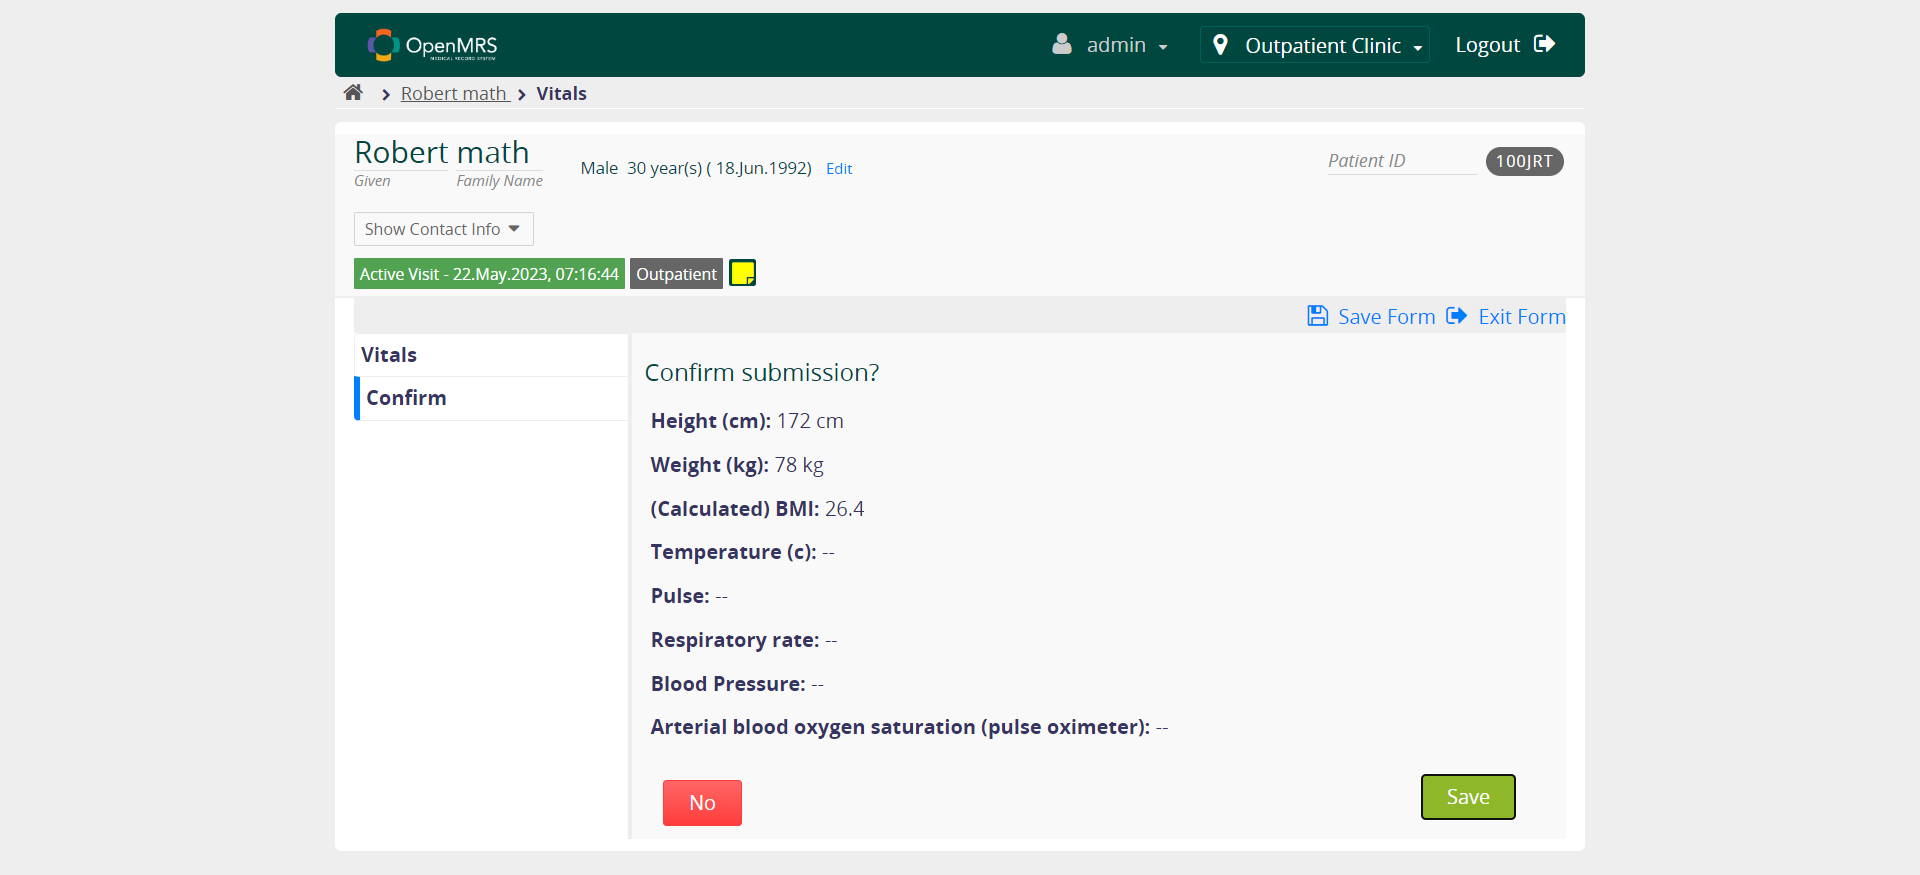 OpenMRS
MEDICAL RECORD SYSTEM
admin
Outpatient Clinic
Logout
Robert math
Vitals
Robert math
Given
Family Name
Male 30 year(s) ( 18.Jun.1992) Edit
Patient ID
100JRT
Show Contact Info
Active Visit - 22.May.2023, 07:16:44
Outpatient
Save Form
Exit Form
Vitals
Confirm
Confirm submission?
Height (cm): 172 cm
Weight (kg): 78 kg
(Calculated) BMI: 26.4
Temperature (c): --
Pulse: --
Respiratory rate: --
Blood Pressure: --
Arterial blood oxygen saturation (pulse oximeter): --
No
Save